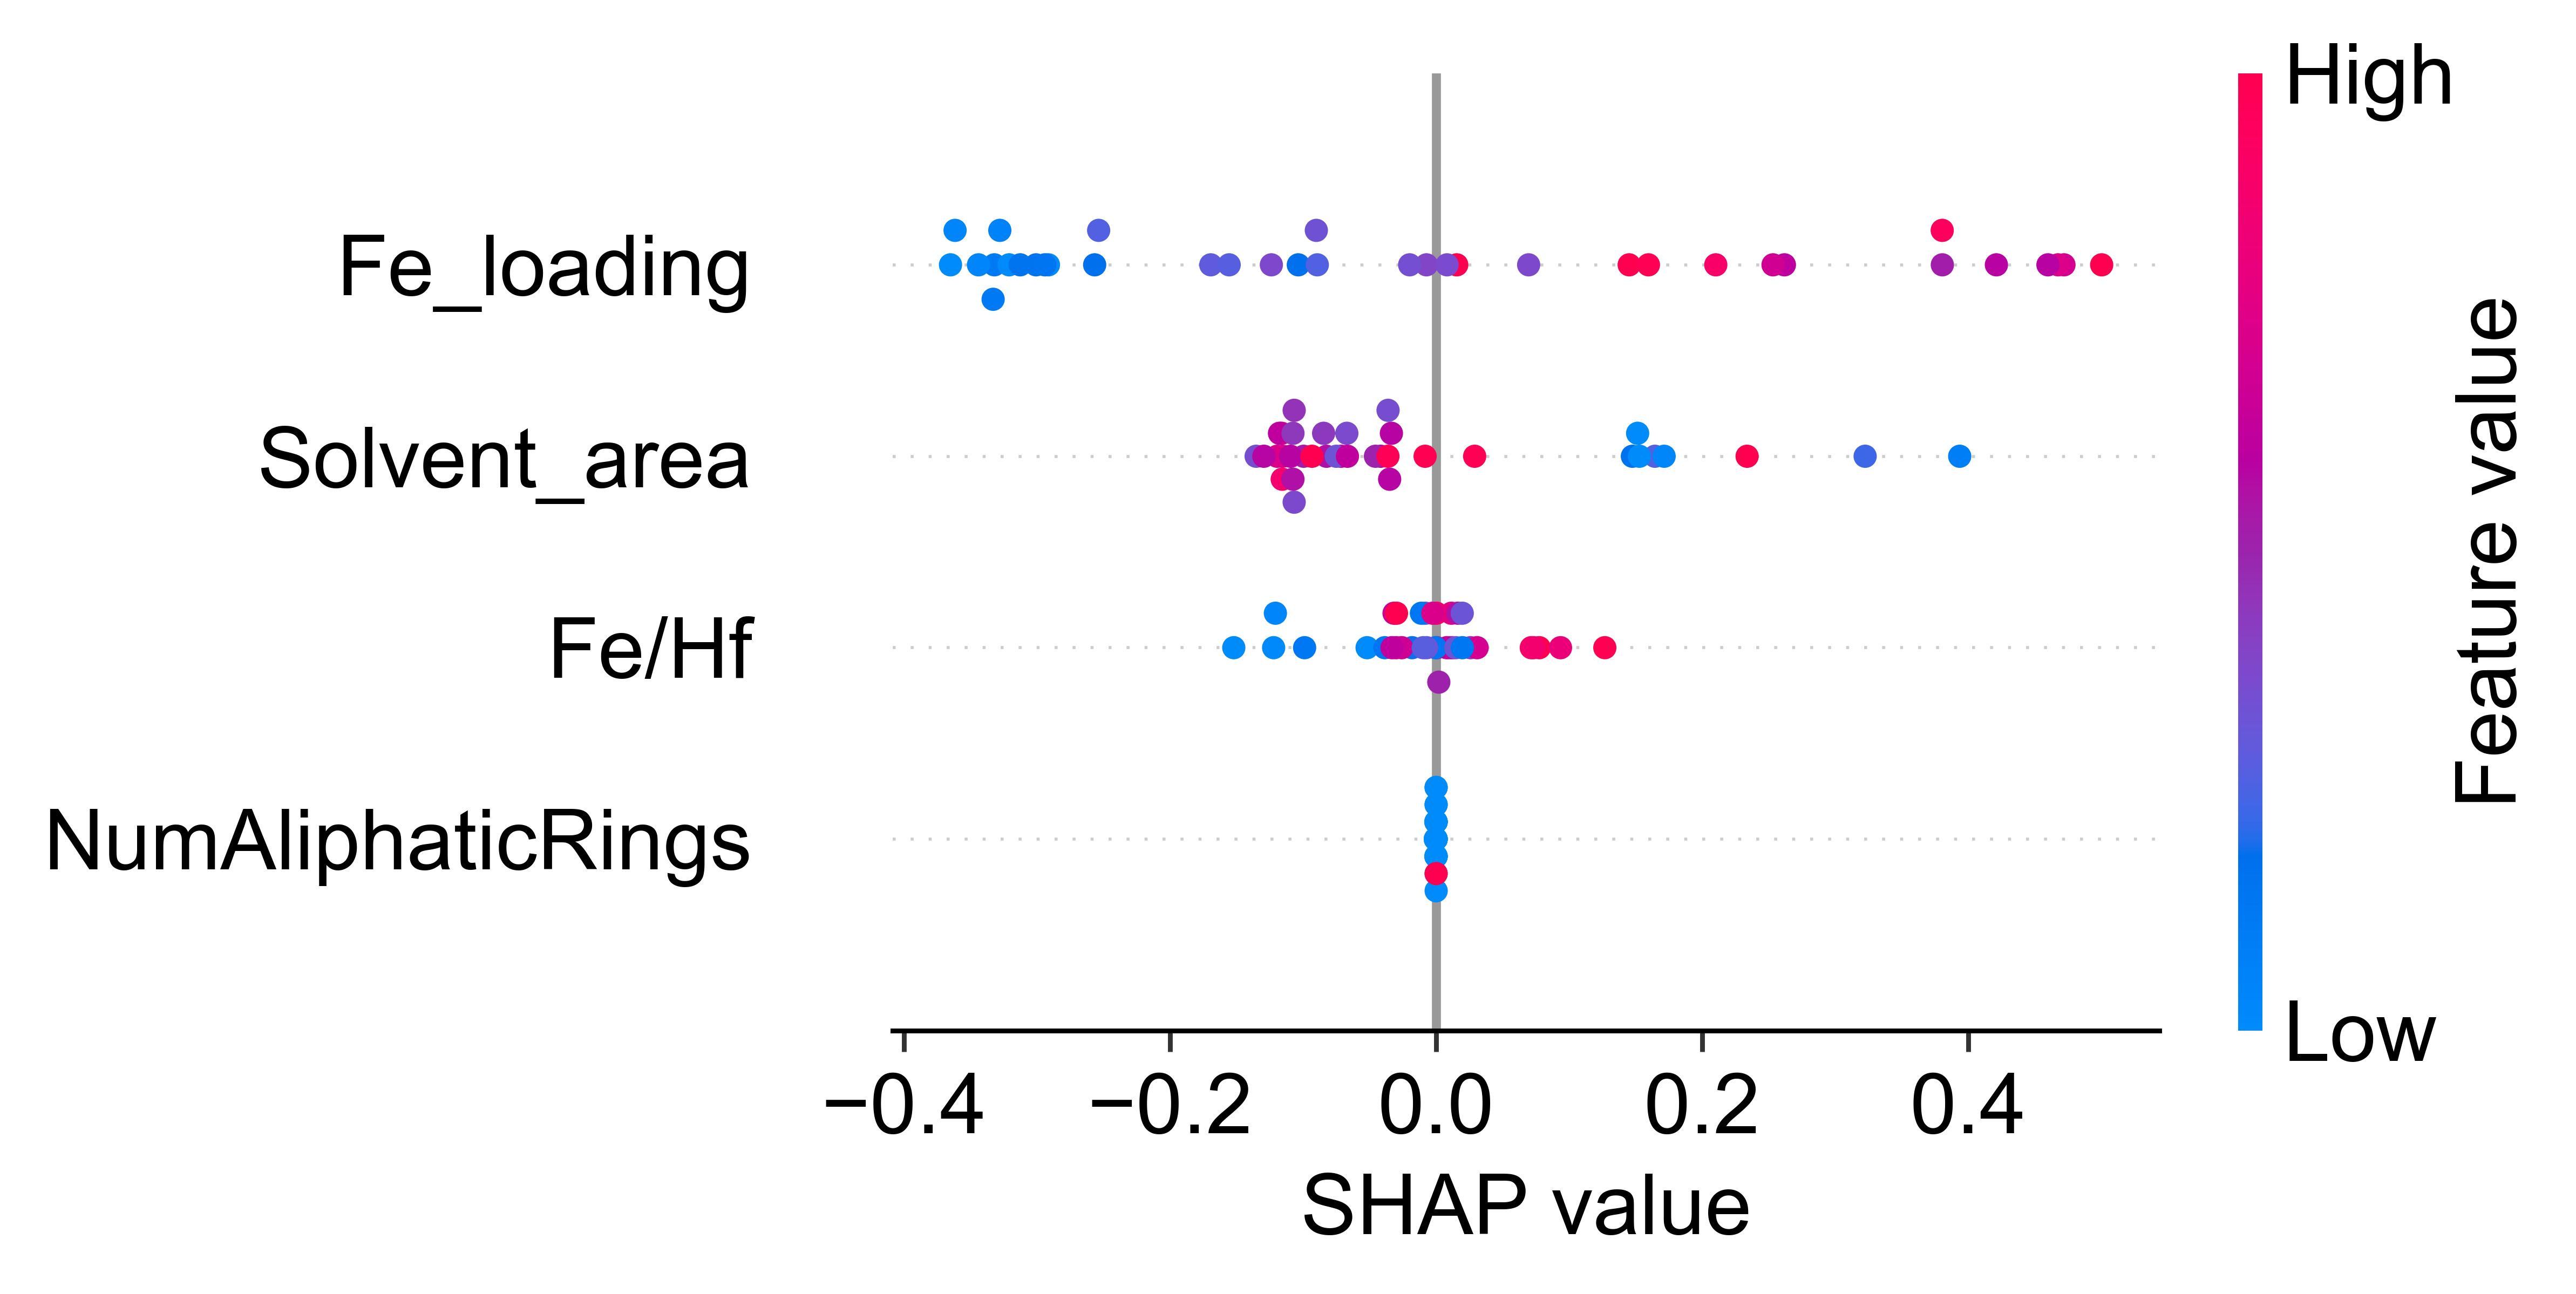 High
Fe_loading
Solvent_area
Fe/Hf
NumAliphaticRings
Feature value
Low
−0.4 −0.2 0.0 0.2 0.4
SHAP value